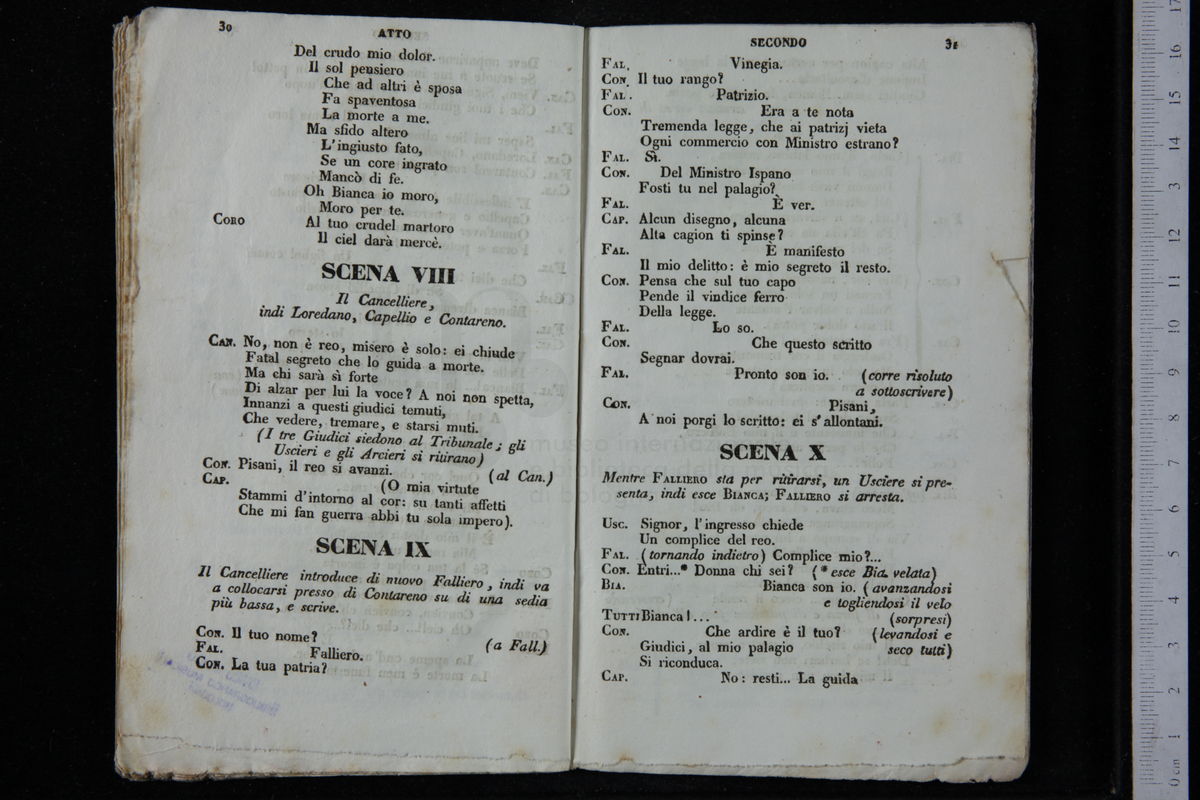 30
ATTO
Del crudo mio dolor.
Il sol pensiero
Che ad altri è sposa
Fa spaventosa
La morte a me.
Ma sfido altero
L'ingiusto fato,
Se un core ingrato
Mancò di fe.
Oh Bianca io moro,
Moro per te.
CORO Al tuo crudel martoro
Il ciel darà mercè.
SCENA VIII
Il Cancelliere,
indi Loredano, Capellio e Contareno.
CAN. No, non è reo, misero è solo: ei chiude
Fatal segreto che lo guida a morte.
Ma chi sarà sì forte
Di alzar per lui la voce? A noi non spetta,
Innanzi a questi giudici temuti,
Che vedere, tremare, e starsi muti.
(I tre Giudici siedono al Tribunale; gli
Uscieri e gli Arcieri si ritirano)
CON. Pisani, il reo si avanzi. (al Can.)
CAP. (O mia virtute
Stammi d'intorno al cor: su tanti affetti
Che mi fan guerra abbi tu sola impero).
SCENA IX
Il Cancelliere introduce di nuovo Falliero, indi va
a collocarsi presso di Contareno su di una sedia
più bassa, e scrive.
CON. Il tuo nome? (a Fall.)
FAL. Falliero.
CON. La tua patria?
SECONDO
31
FAL. Vinegia.
CON. Il tuo rango?
FAL. Patrizio.
CON. Era a te nota
Tremenda legge, che ai patrizj vieta
Ogni commercio con Ministro estrano?
FAL. Sì.
CON. Del Ministro Ispano
Fosti tu nel palagio?
FAL. È ver.
CAP. Alcun disegno, alcuna
Alta cagion ti spinse?
FAL. È manifesto
Il mio delitto: è mio segreto il resto.
CON. Pensa che sul tuo capo
Pende il vindice ferro
Della legge.
FAL. Lo so.
CON. Che questo scritto
Segnar dovrai.
FAL. Pronto son io. (corre risoluto
a sottoscrivere)
CON. Pisani,
A noi porgi lo scritto: ei s'allontani.
SCENA X
Mentre FALLIERO sta per ritirarsi, un Usciere si pre-
senta, indi esce BIANCA; FALLIERO si arresta.
USC. Signor, l'ingresso chiede
Un complice del reo.
FAL. (tornando indietro) Complice mio?...
CON. Entri...* Donna chi sei? (* esce Bia. velata)
BIA. Bianca son io. (avanzandosi
e togliendosi il velo
TUTTI Bianca!... (sorpresi)
CON. Che ardire è il tuo? (levandosi e
Giudici, al mio palagio seco tutti)
Si riconduca.
CAP. No: resti... La guida